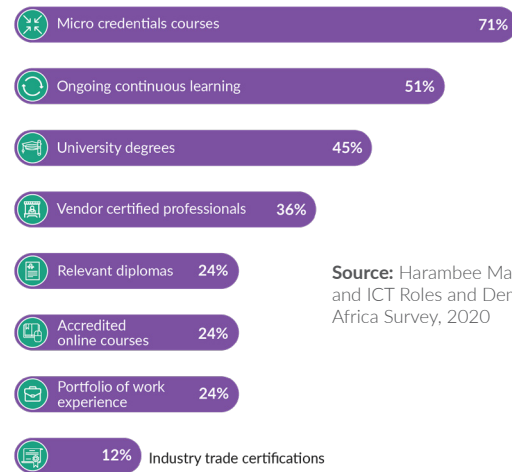 Micro credentials courses 71%
Ongoing continuous learning 51%
University degrees 45%
Vendor certified professionals 36%
Relevant diplomas 24%
Accredited
online courses 24%
Portfolio of work
experience 24%
12% Industry trade certifications
Source: Harambee
and ICT Roles and
Africa Survey, 2020